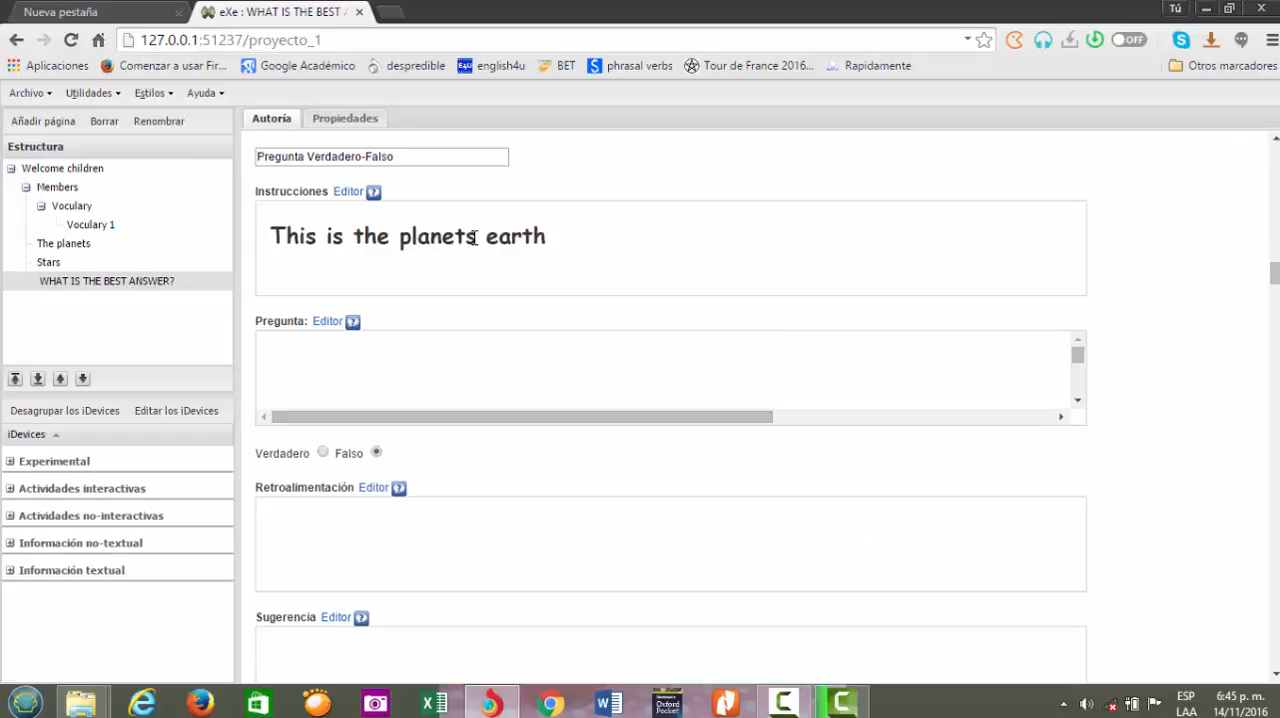 Nueva pestaña
eXe : WHAT IS THE BEST
Tú
127.0.0.1:51237/proyecto_1
OFF
Aplicaciones Comenzar a usar Fir... Google Académico despredible E4U english4u BET S phrasal verbs Tour de France 2016... Rapidamente Otros marcadores
Archivo Utilidades Estilos Ayuda
Añadir página Borrar Renombrar
Autoría Propiedades
Estructura
Welcome children
Members
Voculary
Voculary 1
The planets
Stars
WHAT IS THE BEST ANSWER?
Desagrupar los iDevices Editar los iDevices
iDevices
Experimental
Actividades interactivas
Actividades no-interactivas
Información no-textual
Información textual
Pregunta Verdadero-Falso
Instrucciones Editor ?
This is the planets earth
Pregunta: Editor ?
Verdadero Falso
Retroalimentación Editor ?
Sugerencia Editor ?
ESP 6:45 p. m.
LAA 14/11/2016